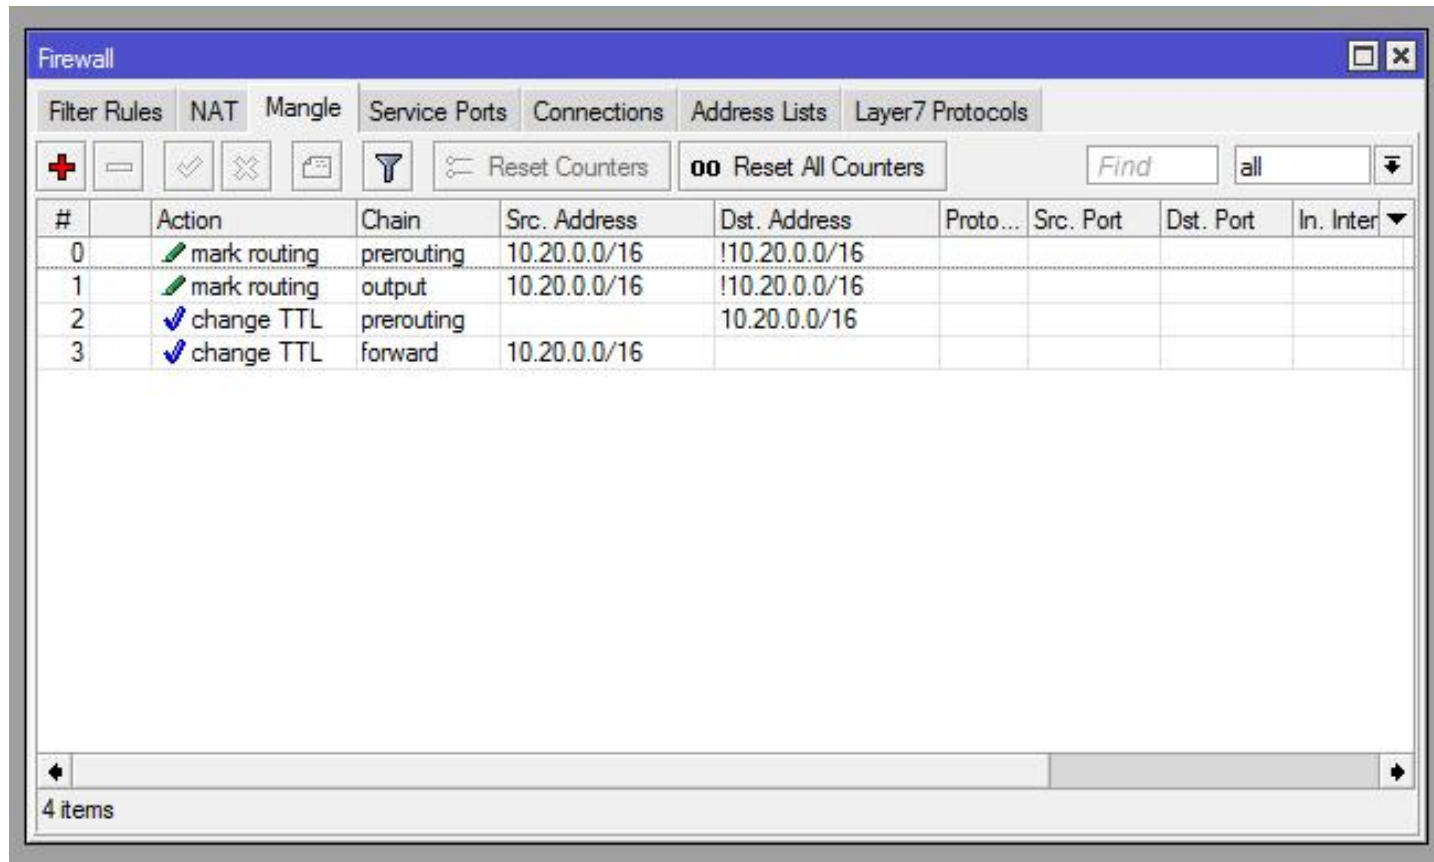 Firewall
Filter Rules NAT Mangle Service Ports Connections Address Lists Layer7 Protocols
Reset Counters 00 Reset All Counters Find all
# Action Chain Src. Address Dst. Address Proto... Src. Port Dst. Port In. Inter
0 mark routing prerouting 10.20.0.0/16 !10.20.0.0/16
1 mark routing output 10.20.0.0/16 !10.20.0.0/16
2 change TTL prerouting 10.20.0.0/16
3 change TTL forward 10.20.0.0/16
4 items